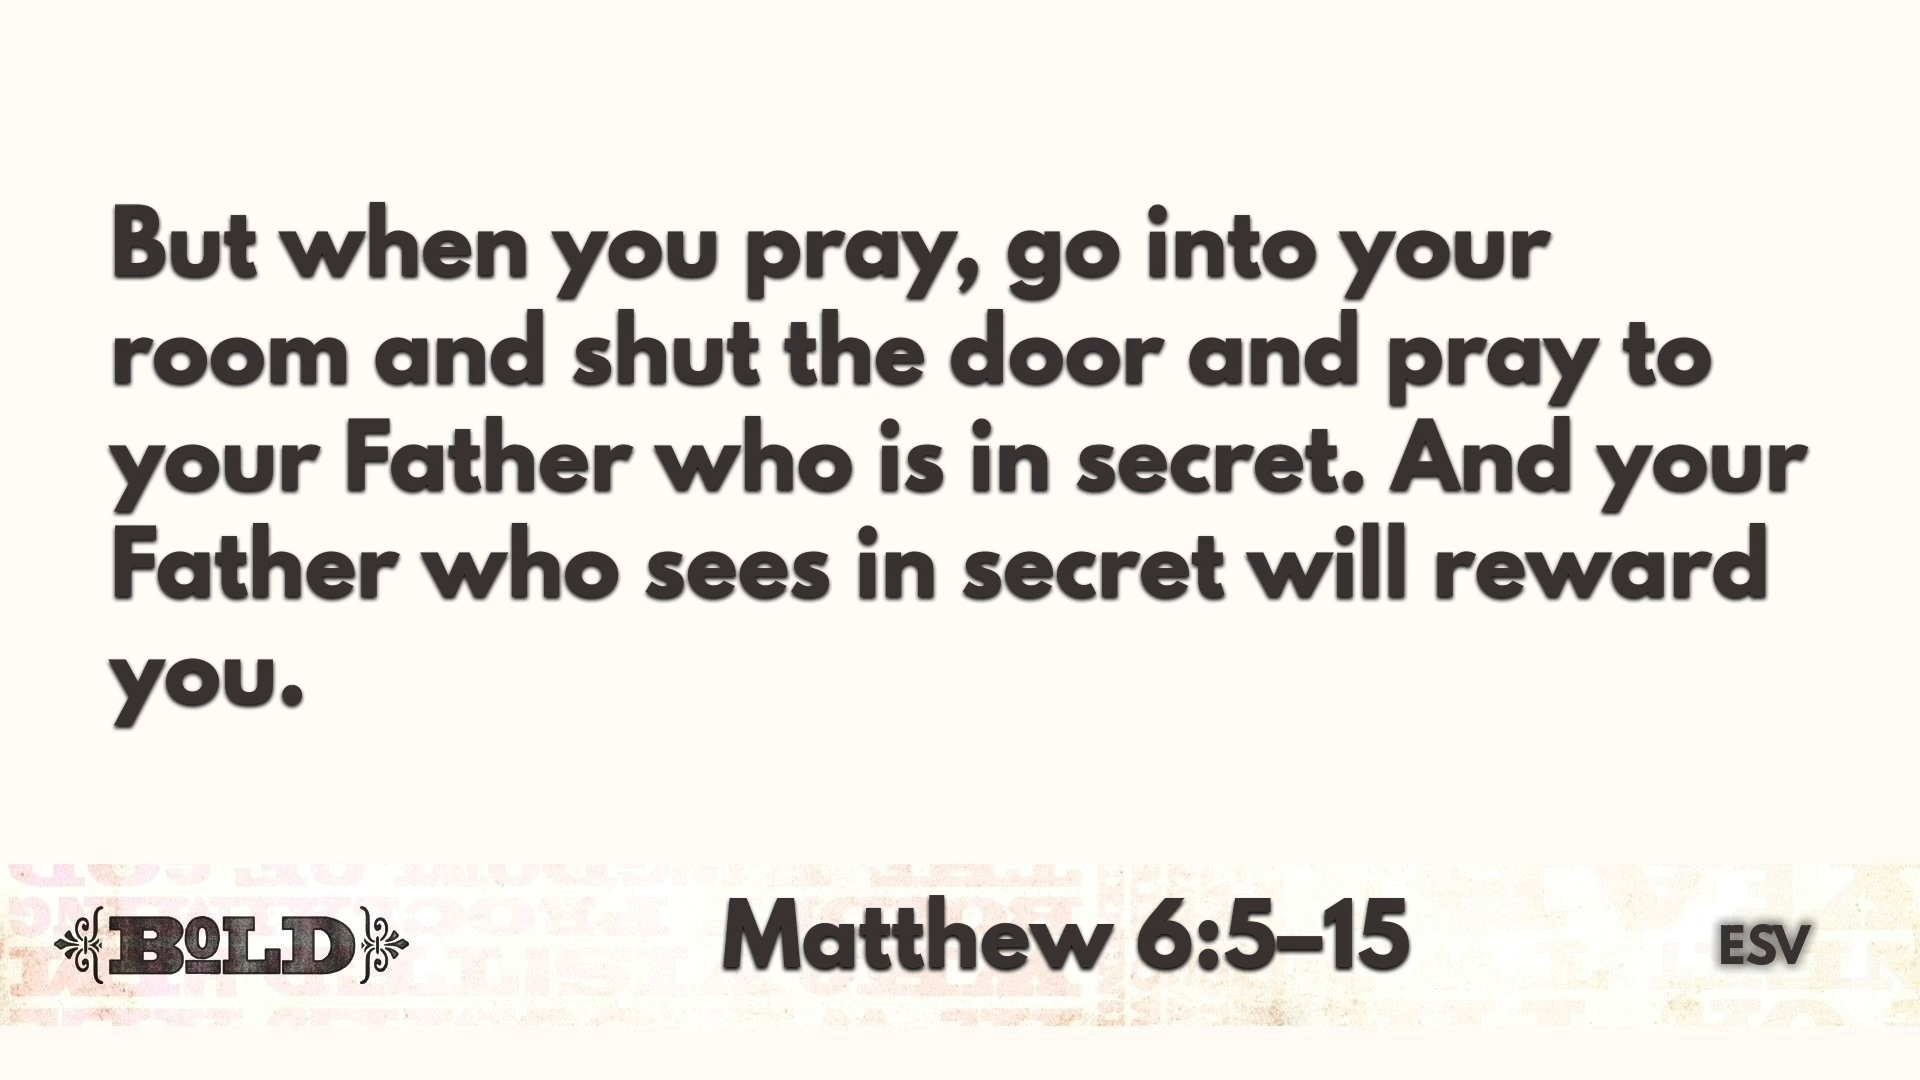 But when you pray, go into your
room and shut the door and pray to
your Father who is in secret. And your
Father who sees in secret will reward
you.
BOLD
Matthew 6:5–15
ESV